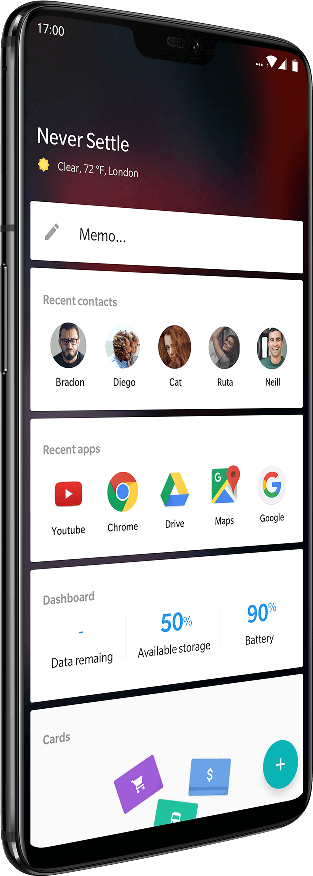 17:00
Never Settle
Clear, 72 °F, London
Memo...
Recent contacts
Bradon Diego Cat Ruta Neill
Recent apps
Youtube Chrome Drive Maps Google
Dashboard
- 50% 90%
Data remaing Available storage Battery
Cards
$ +